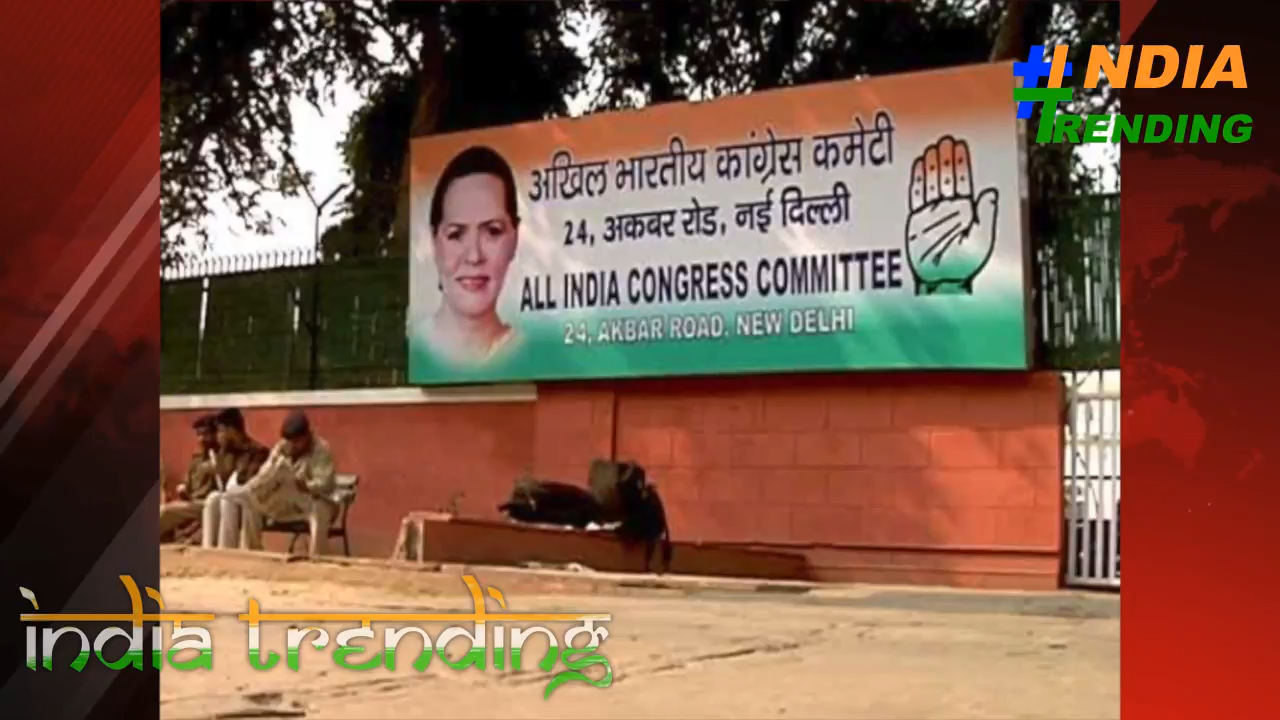 #INDIA
TRENDING
अखिल भारतीय कांग्रेस कमेटी
24, अकबर रोड, नई दिल्ली
ALL INDIA CONGRESS COMMITTEE
24, AKBAR ROAD, NEW DELHI
india trending